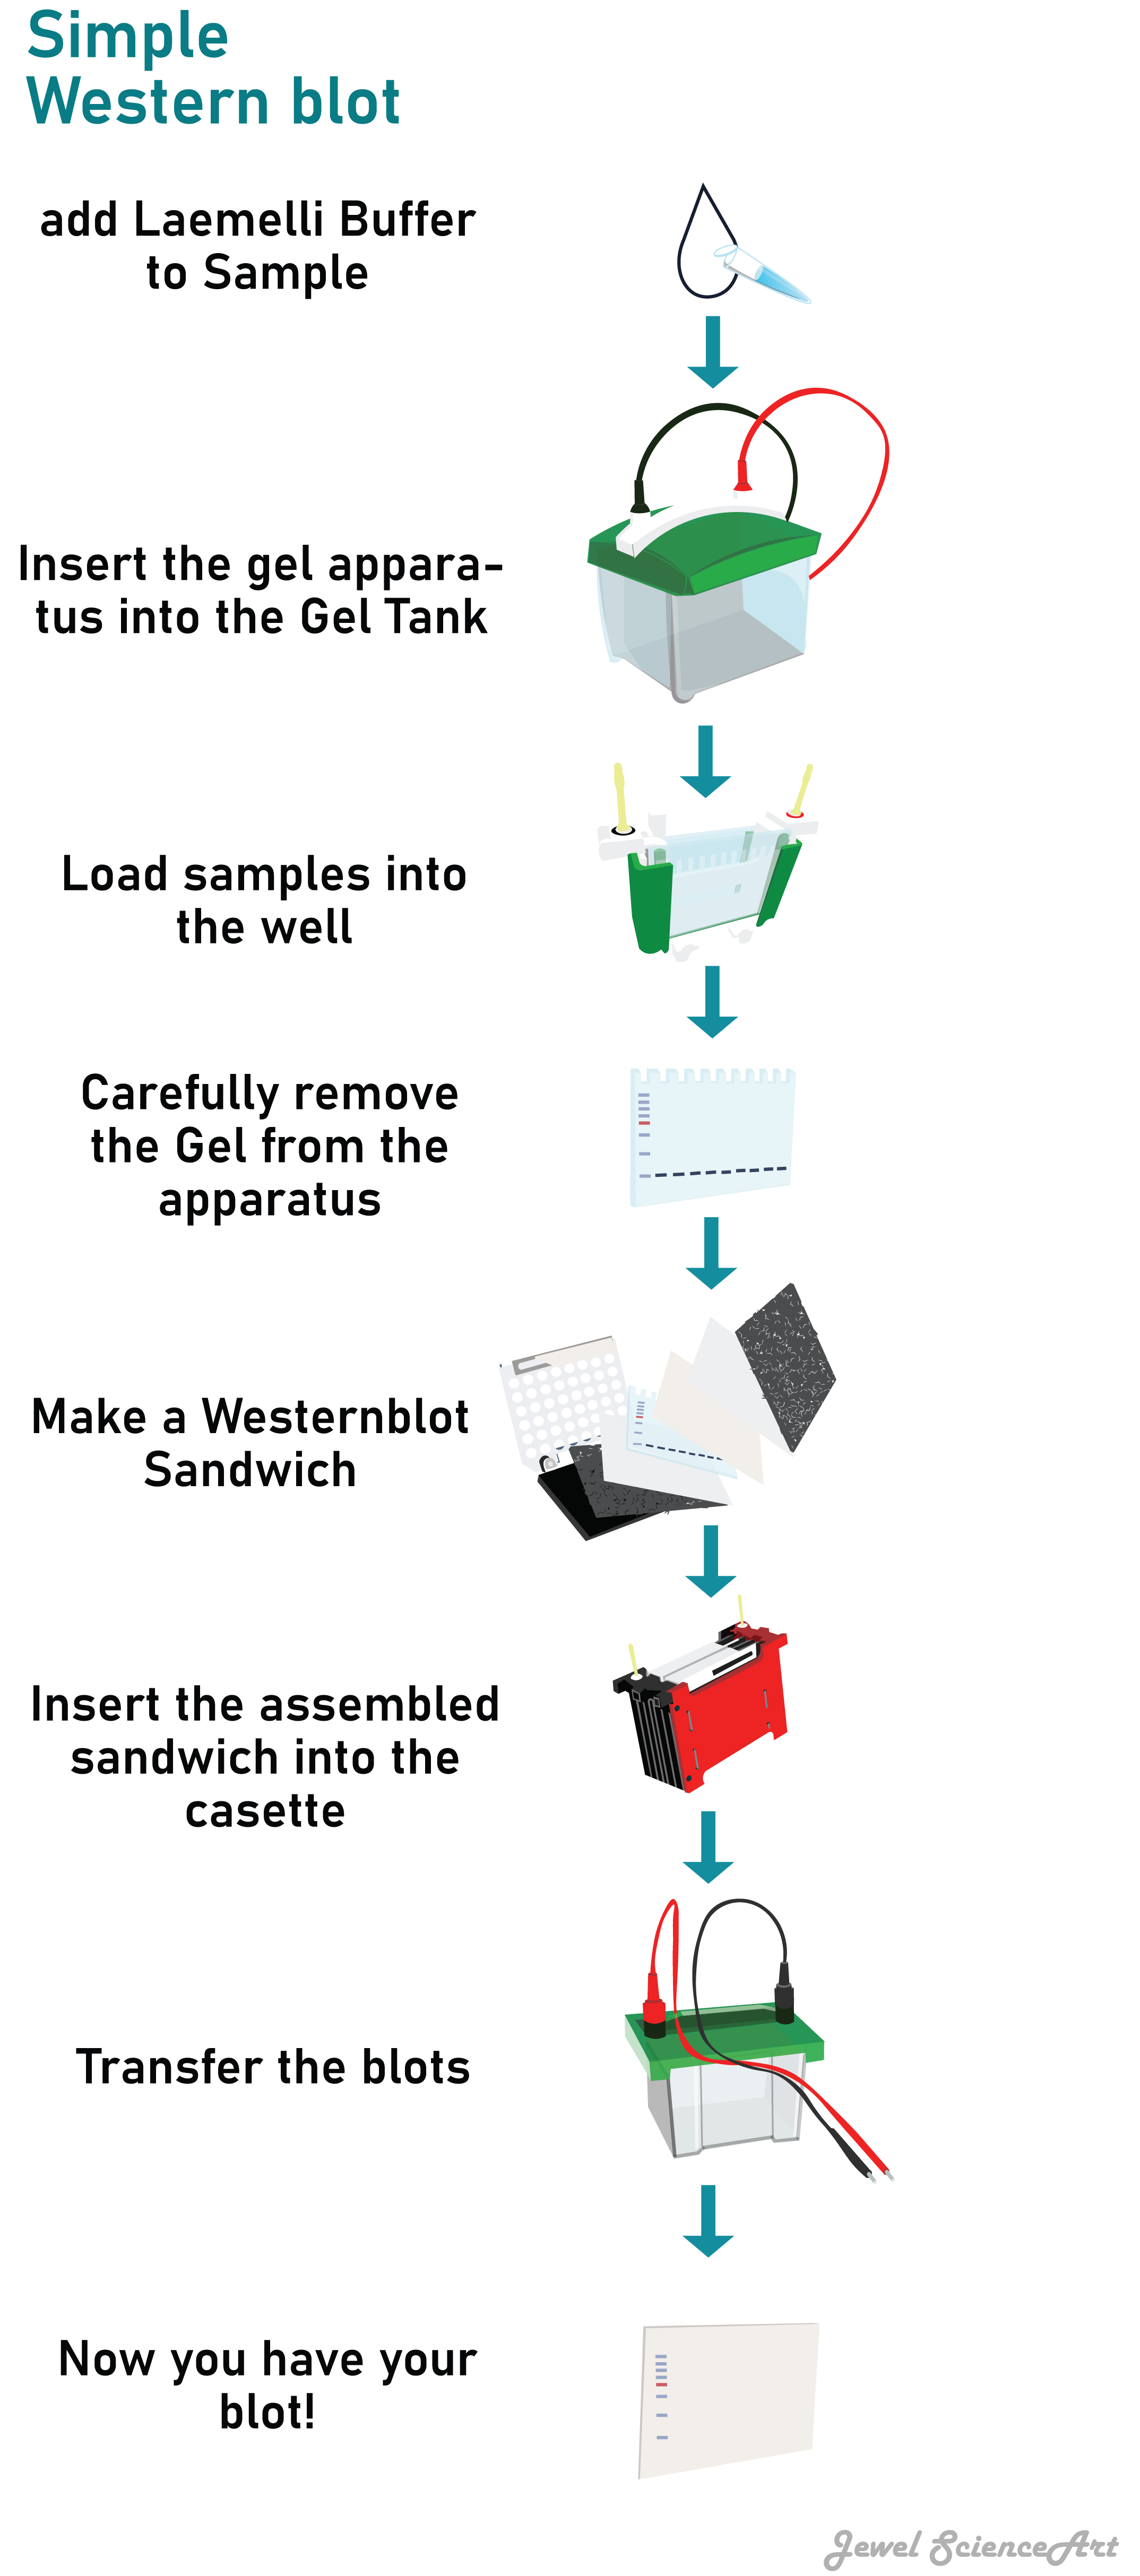 Simple
Western blot
add Laemelli Buffer
to Sample
Insert the gel appara-
tus into the Gel Tank
Load samples into
the well
Carefully remove
the Gel from the
apparatus
Make a Westernblot
Sandwich
Insert the assembled
sandwich into the
casette
Transfer the blots
Now you have your
blot!
Jewel ScienceArt